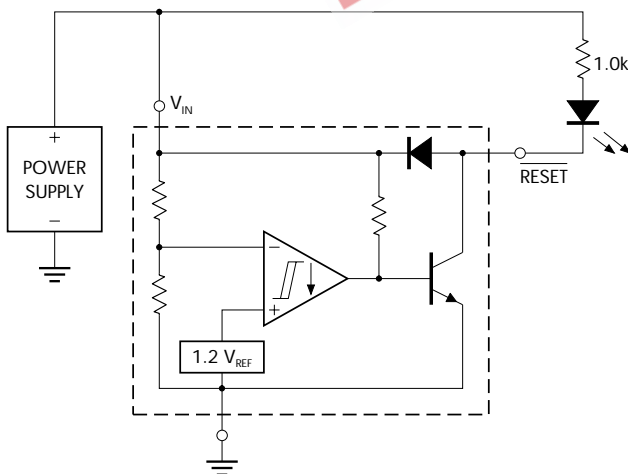 1.0k
V_IN
+
POWER
SUPPLY
−
RESET
−
+
1.2 V_REF